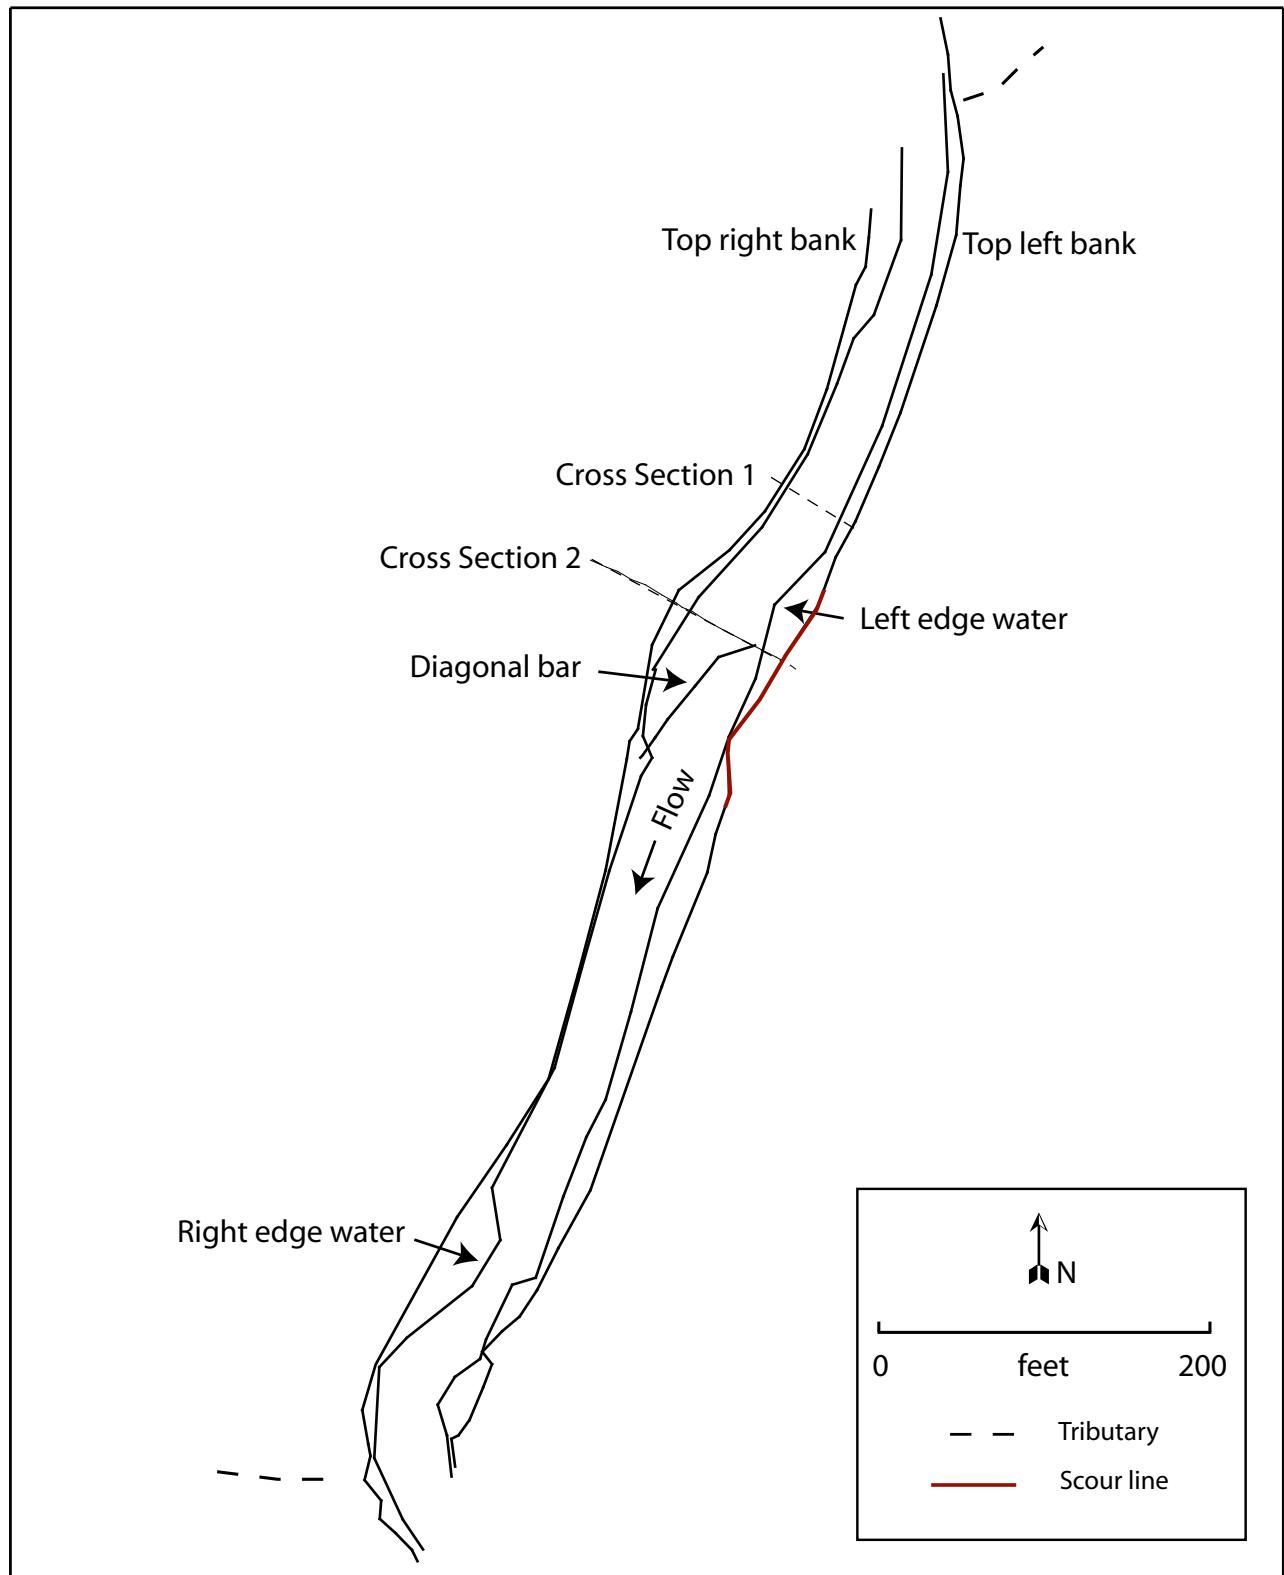 Top right bank
Top left bank
Cross Section 1
Cross Section 2
Left edge water
Diagonal bar
Flow
Right edge water
N
0 feet 200
Tributary
Scour line